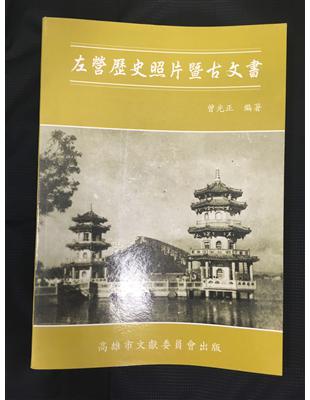 左營歷史照片暨古文書
曾光正 編著
高雄市文獻委員會出版